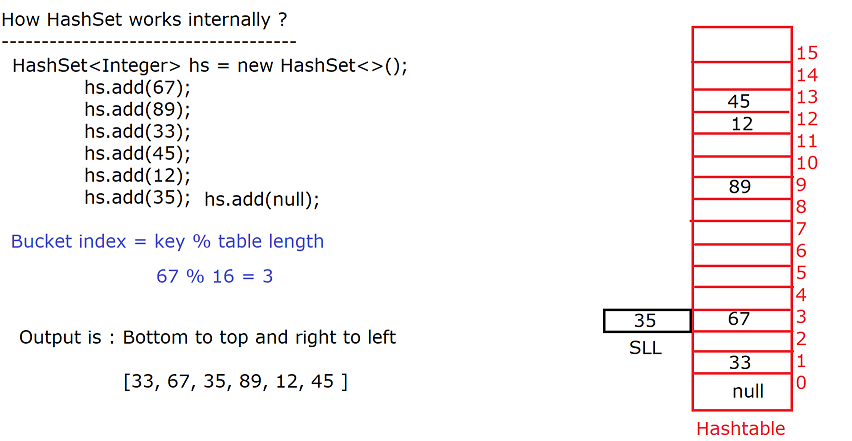 How HashSet works internally ?
-------------------------------------
HashSet<Integer> hs = new HashSet<>();
hs.add(67);
hs.add(89);
hs.add(33);
hs.add(45);
hs.add(12);
hs.add(35); hs.add(null);
Bucket index = key % table length
67 % 16 = 3
Output is : Bottom to top and right to left
[33, 67, 35, 89, 12, 45 ]
15
14
45 13
12 12
11
10
89 9
8
7
6
5
4
35 67 3
SLL 2
33 1
null 0
Hashtable